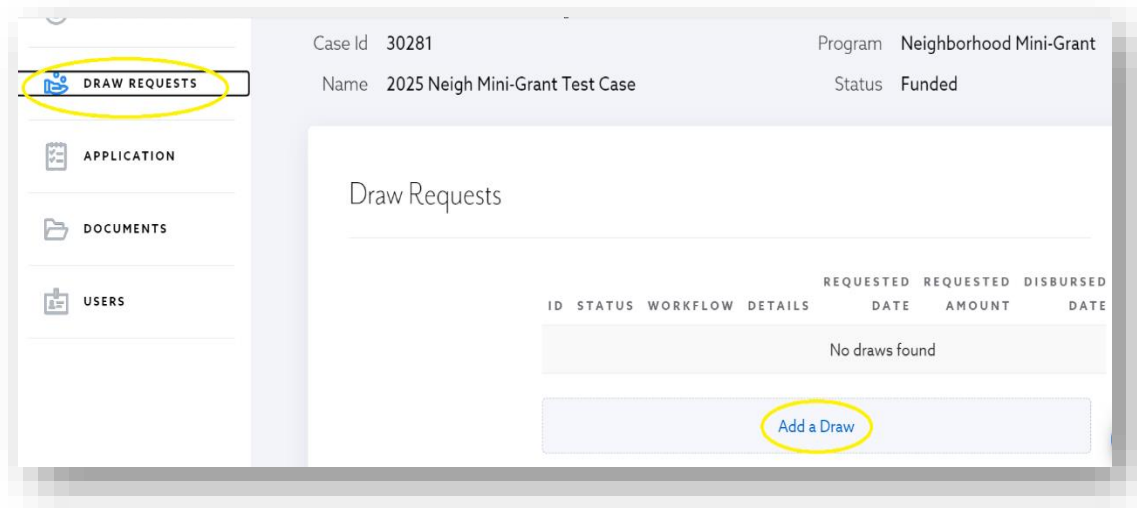 Case Id 30281 Program Neighborhood Mini-Grant
DRAW REQUESTS
Name 2025 Neigh Mini-Grant Test Case Status Funded
APPLICATION
Draw Requests
DOCUMENTS
USERS
REQUESTED REQUESTED DISBURSED
ID STATUS WORKFLOW DETAILS DATE AMOUNT DATE
No draws found
Add a Draw